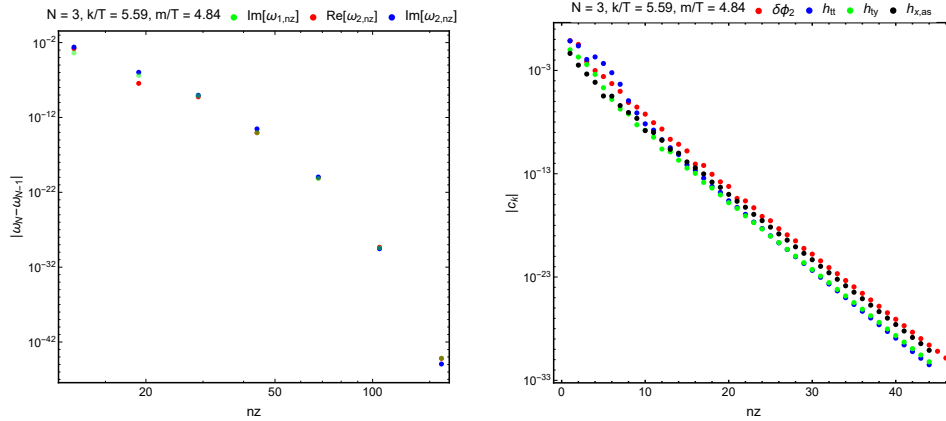 N = 3, k/T = 5.59, m/T = 4.84 Im[ω1,nz] Re[ω2,nz] Im[ω2,nz]
10^-2
10^-12
10^-22
10^-32
10^-42
|ωN-ωN-1|
20
50
100
nz
N = 3, k/T = 5.59, m/T = 4.84 δϕ2 htt hty hx,as
10^-3
10^-13
10^-23
10^-33
|ck|
0
10
20
30
40
nz